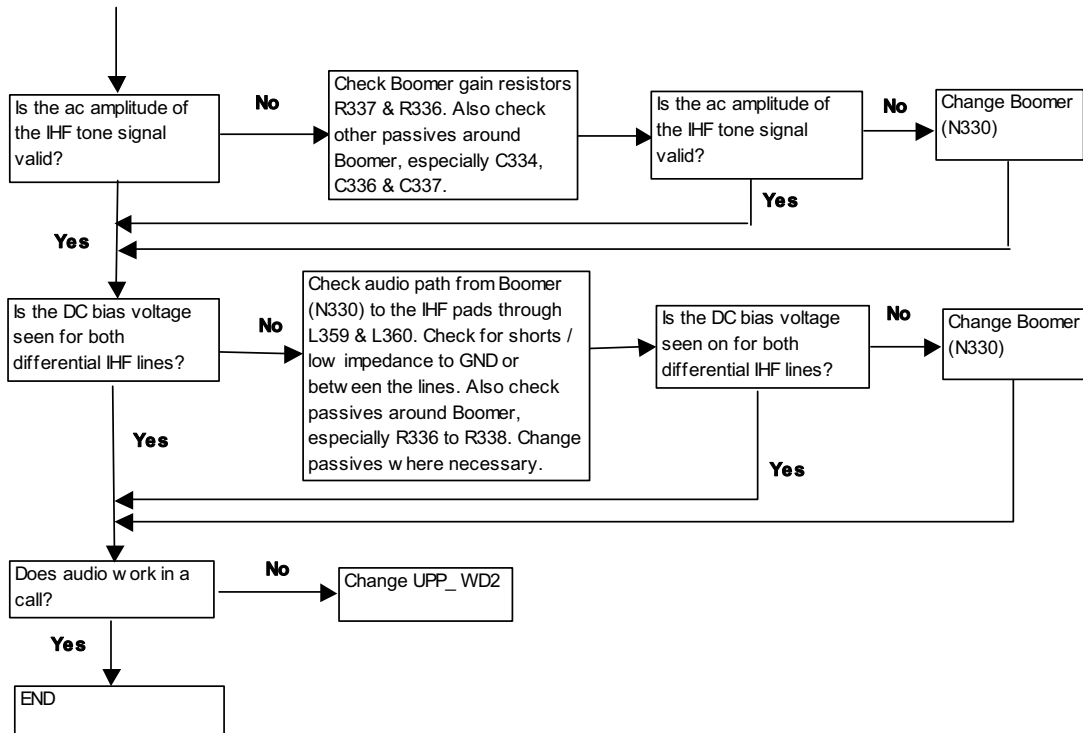 Is the ac amplitude of
the IHF tone signal
valid?
No
Check Boomer gain resistors
R337 & R336. Also check
other passives around
Boomer, especially C334,
C336 & C337.
Is the ac amplitude of
the IHF tone signal
valid?
No
Change Boomer
(N330)
Yes
Yes
Is the DC bias voltage
seen for both
differential IHF lines?
No
Check audio path from Boomer
(N330) to the IHF pads through
L359 & L360. Check for shorts /
low impedance to GND or
between the lines. Also check
passives around Boomer,
especially R336 to R338. Change
passives where necessary.
Is the DC bias voltage
seen on for both
differential IHF lines?
No
Change Boomer
(N330)
Yes
Yes
Does audio work in a
call?
No
Change UPP_ WD2
Yes
END